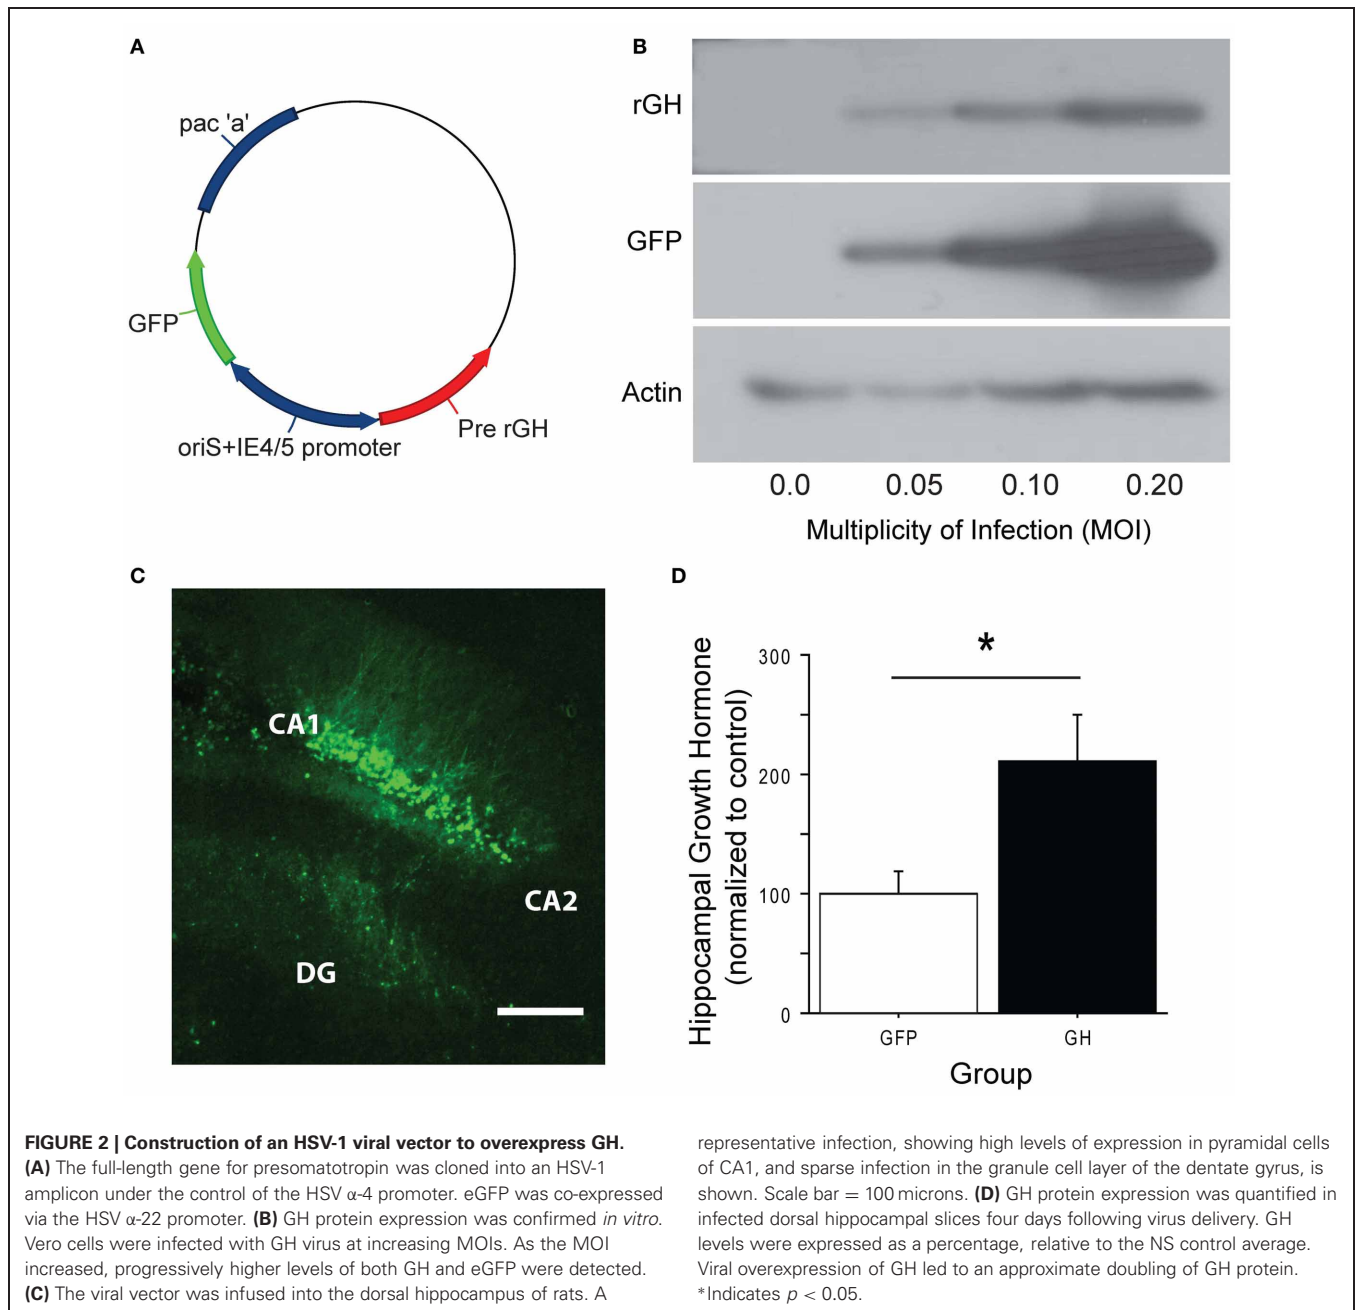 A
pac 'a'
GFP
oriS+IE4/5 promoter
Pre rGH
B
rGH
GFP
Actin
0.0 0.05 0.10 0.20
Multiplicity of Infection (MOI)
C
CA1
CA2
DG
D
*
Hippocampal Growth Hormone
(normalized to control)
300
200
100
0
GFP GH
Group
FIGURE 2 | Construction of an HSV-1 viral vector to overexpress GH.
(A) The full-length gene for presomatotropin was cloned into an HSV-1
amplicon under the control of the HSV α-4 promoter. eGFP was co-expressed
via the HSV α-22 promoter. (B) GH protein expression was confirmed in vitro.
Vero cells were infected with GH virus at increasing MOIs. As the MOI
increased, progressively higher levels of both GH and eGFP were detected.
(C) The viral vector was infused into the dorsal hippocampus of rats. A
representative infection, showing high levels of expression in pyramidal cells
of CA1, and sparse infection in the granule cell layer of the dentate gyrus, is
shown. Scale bar = 100 microns. (D) GH protein expression was quantified in
infected dorsal hippocampal slices four days following virus delivery. GH
levels were expressed as a percentage, relative to the NS control average.
Viral overexpression of GH led to an approximate doubling of GH protein.
*Indicates p < 0.05.